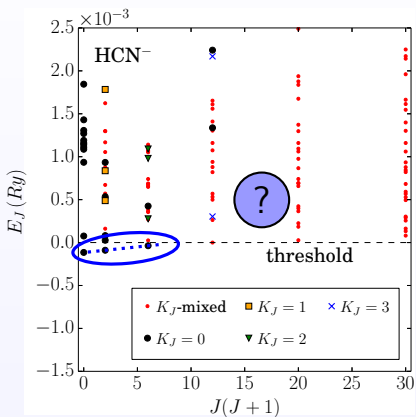 ×10⁻³
HCN⁻
2.5
2.0
1.5
1.0
0.5
0.0
−0.5
−1.0
−1.5
E_J (Ry)
?
threshold
K_J-mixed
K_J = 0
K_J = 1
K_J = 2
K_J = 3
0 5 10 15 20 25 30
J(J + 1)